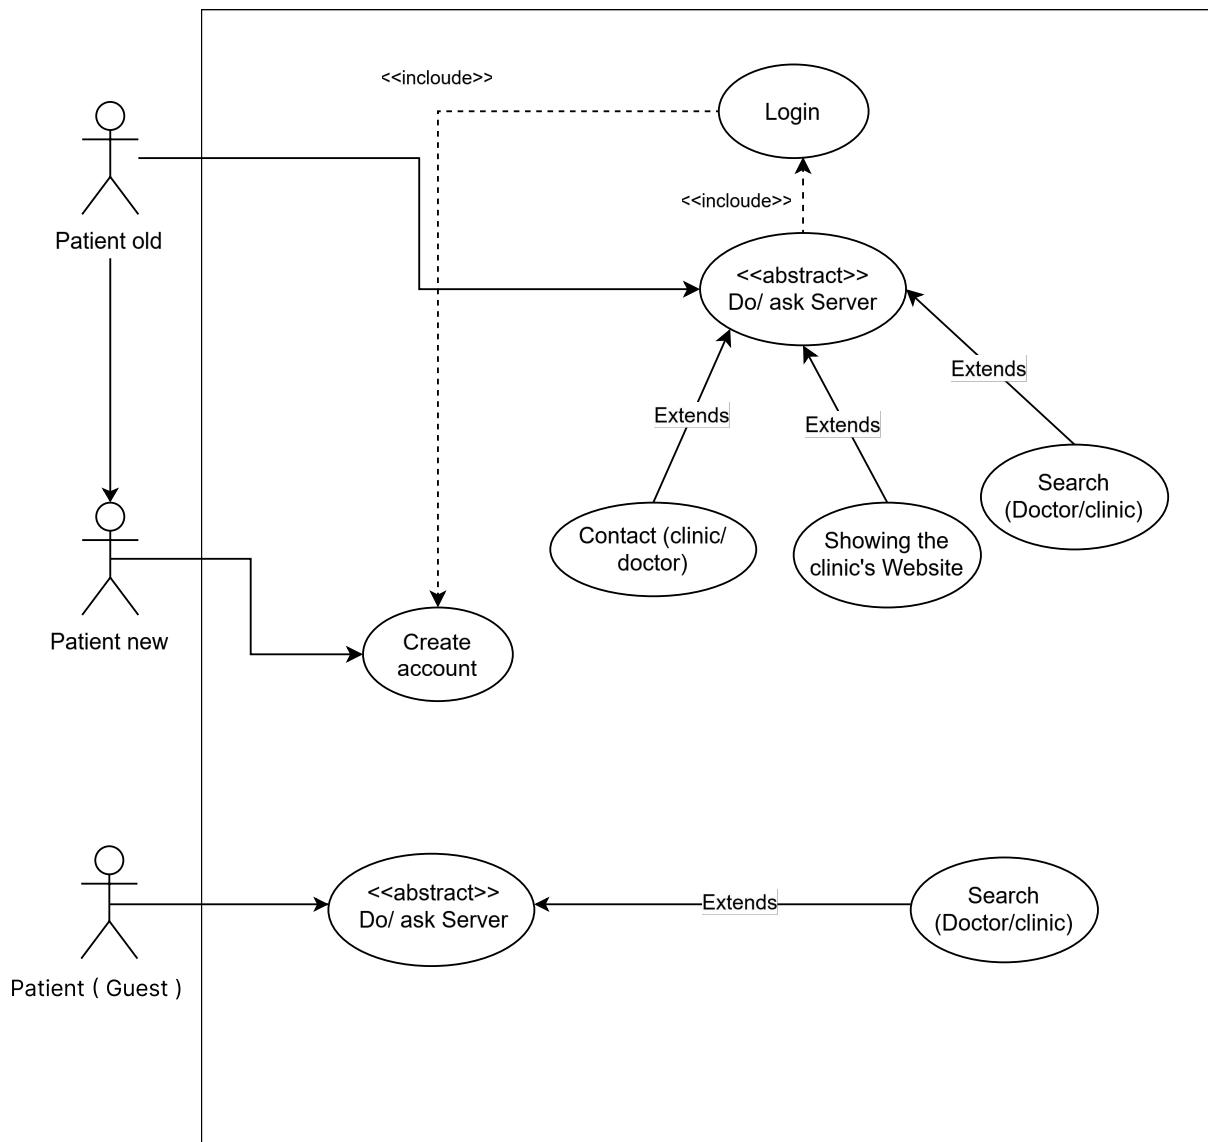 <<incloude>>
Login
Patient old
<<incloude>>
<<abstract>>
Do/ ask Server
Extends
Extends
Extends
Search
(Doctor/clinic)
Contact (clinic/
doctor)
Showing the
clinic's Website
Patient new
Create
account
<<abstract>>
Do/ ask Server
Extends
Search
(Doctor/clinic)
Patient ( Guest )